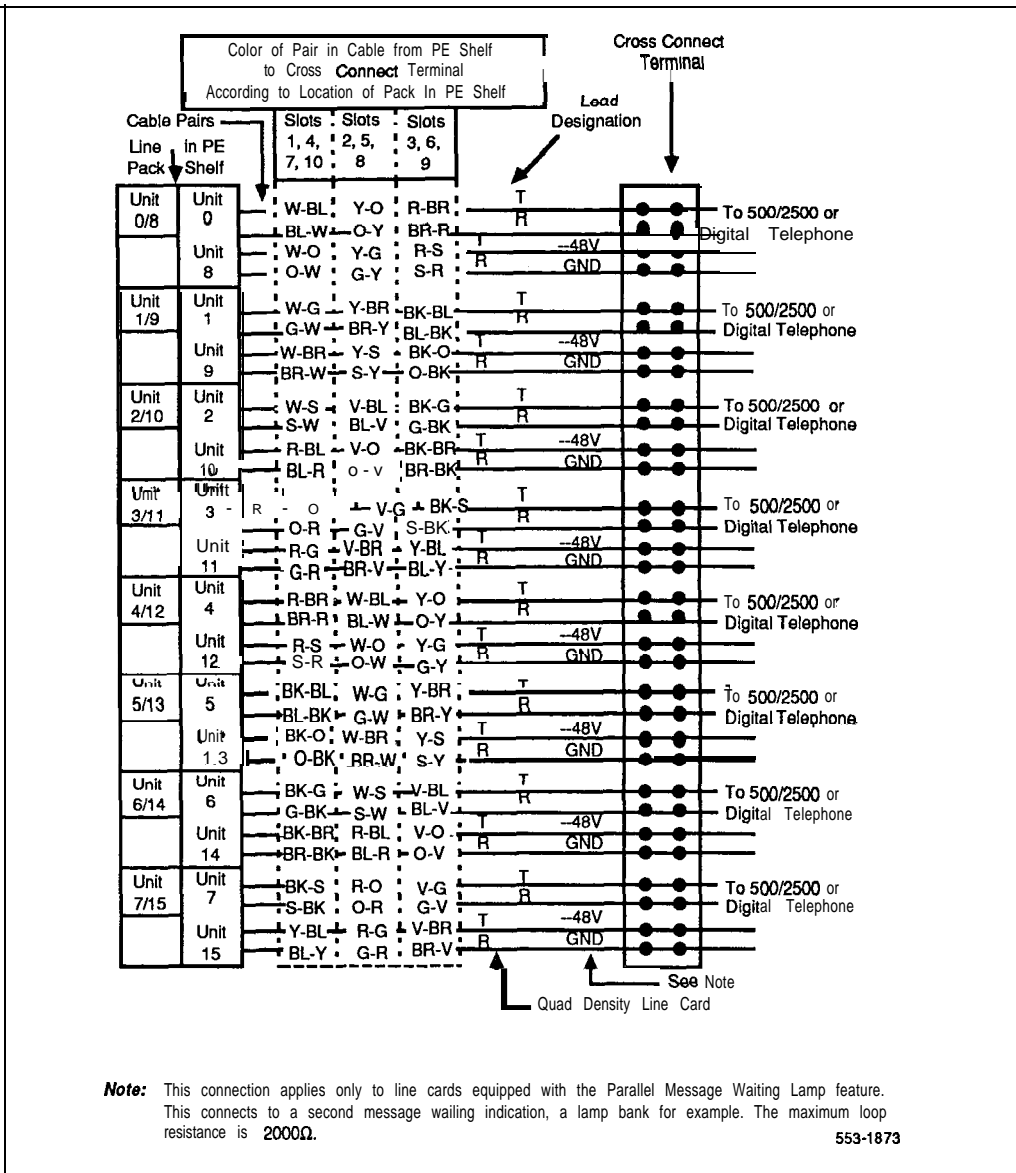 Color of Pair in Cable from PE Shelf
to Cross Connect Terminal
According to Location of Pack In PE Shelf
Cross Connect
Terminal
Lead
Designation
Cable Pairs
Line in PE
Pack Shelf
Slots Slots Slots
1, 4, 2, 5, 3, 6,
7, 10 8 9
Unit Unit
0/8 0
W-BL Y-O R-BR T
BL-W O-Y BR-R R
To 500/2500 or
Digital Telephone
Unit
8
W-O Y-G R-S T --48V
O-W G-Y S-R R GND
Unit Unit
1/9 1
W-G Y-BR BK-BL T
G-W BR-Y BL-BK R
To 500/2500 or
Digital Telephone
Unit
9
W-BR Y-S BK-O T --48V
BR-W S-Y O-BK R GND
Unit Unit
2/10 2
W-S V-BL BK-G T
S-W BL-V G-BK R
To 500/2500 or
Digital Telephone
Unit
10
R-BL V-O BK-BR T --48V
BL-R o-v BR-BK R GND
Unit Unit
3/11 3
- R - O V-G BK-S T
O-R G-V S-BK R
To 500/2500 or
Digital Telephone
Unit
11
R-G V-BR Y-BL T --48V
G-R BR-V BL-Y R GND
Unit Unit
4/12 4
R-BR W-BL Y-O T
BR-R BL-W O-Y R
To 500/2500 or
Digital Telephone
Unit
12
R-S W-O Y-G T --48V
S-R O-W G-Y R GND
Unit Unit
5/13 5
BK-BL W-G Y-BR T
BL-BK G-W BR-Y R
To 500/2500 or
Digital Telephone
Unit
1.3
BK-O W-BR Y-S T --48V
O-BK BR-W S-Y R GND
Unit Unit
6/14 6
BK-G W-S V-BL T
G-BK S-W BL-V R
To 500/2500 or
Digital Telephone
Unit
14
BK-BR R-BL V-O T --48V
BR-BK BL-R O-V R GND
Unit Unit
7/15 7
BK-S R-O V-G T
S-BK O-R G-V R
To 500/2500 or
Digital Telephone
Unit
15
Y-BL R-G V-BR T --48V
BL-Y G-R BR-V R GND
See Note
Quad Density Line Card
Note: This connection applies only to line cards equipped with the Parallel Message Waiting Lamp feature.
This connects to a second message wailing indication, a lamp bank for example. The maximum loop
resistance is 2000Ω.
553-1873